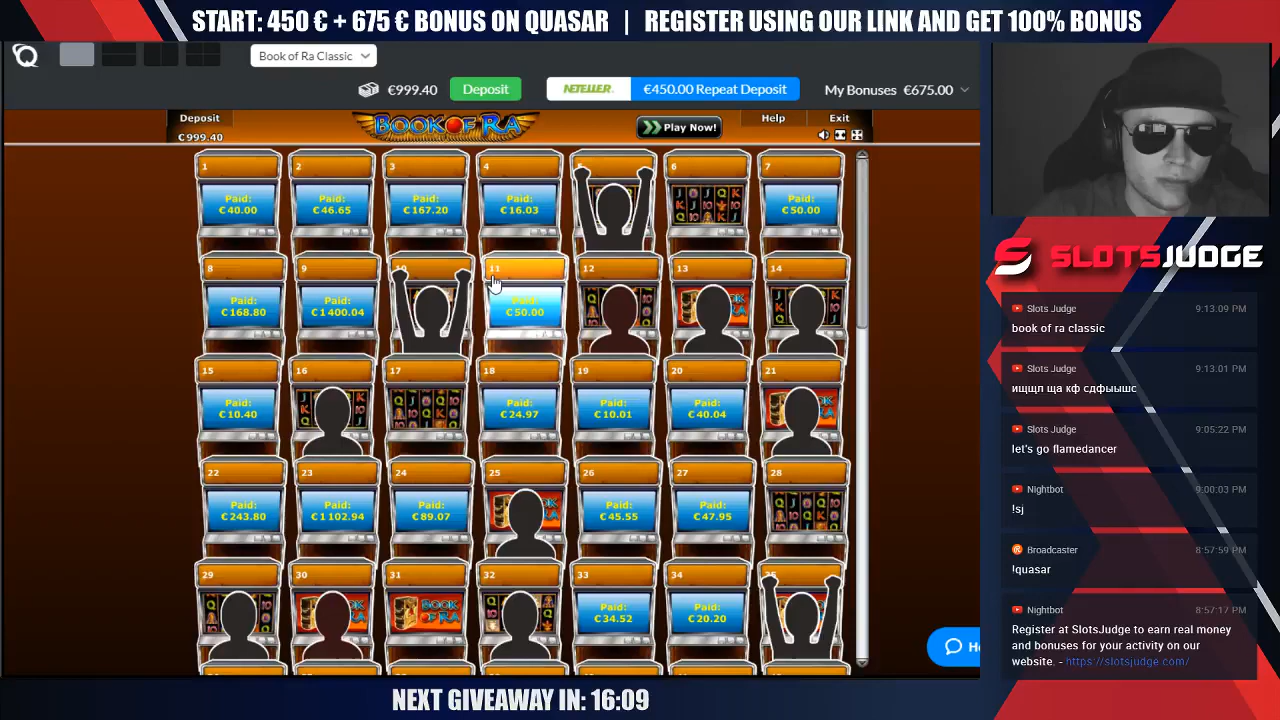 START: 450 € + 675 € BONUS ON QUASAR | REGISTER USING OUR LINK AND GET 100% BONUS
Book of Ra Classic
€999.40
Deposit
NETELLER
€450.00 Repeat Deposit
My Bonuses €675.00
Deposit
€999.40
BOOK OF RA
Play Now!
Help
Exit
1
2
3
4
6
7
Paid:
€40.00
Paid:
€46.65
Paid:
€167.20
Paid:
€16.03
Paid:
€50.00
8
9
11
12
13
14
Paid:
€168.80
Paid:
€1400.04
Paid:
€50.00
15
16
17
18
19
20
21
Paid:
€10.40
Paid:
€24.97
Paid:
€10.01
Paid:
€40.04
22
23
24
25
26
27
28
Paid:
€243.80
Paid:
€1102.94
Paid:
€89.07
Paid:
€45.55
Paid:
€47.95
29
30
31
32
33
34
BOOK OF RA
Paid:
€34.52
Paid:
€20.20
SLOTSJUDGE
Slots Judge 9:13:09 PM
book of ra classic
Slots Judge 9:13:01 PM
ищщл ща кф сдфыышс
Slots Judge 9:05:22 PM
let's go flamedancer
Nightbot 9:00:03 PM
!sj
Broadcaster 8:57:59 PM
!quasar
Nightbot 8:57:17 PM
Register at SlotsJudge to earn real money
and bonuses for your activity on our
website. - https://slotsjudge.com/
NEXT GIVEAWAY IN: 16:09